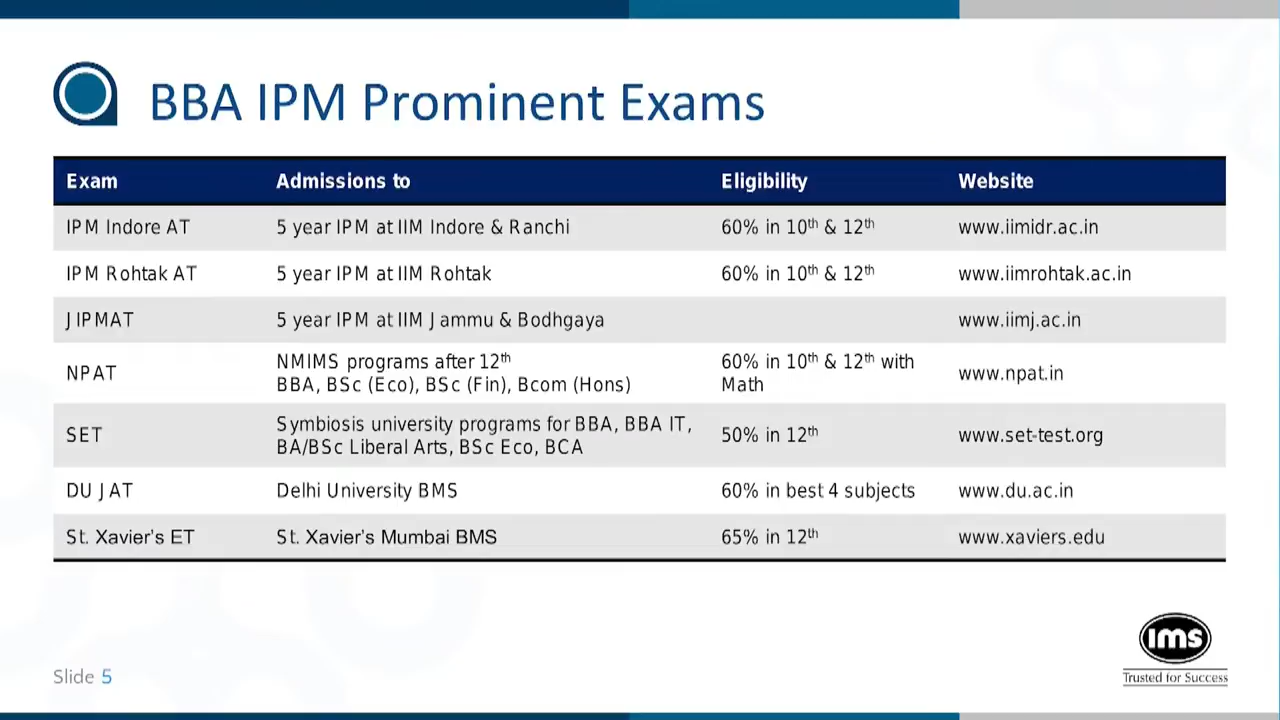 BBA IPM Prominent Exams
Exam Admissions to Eligibility Website
IPM Indore AT 5 year IPM at IIM Indore & Ranchi 60% in 10th & 12th www.iimidr.ac.in
IPM Rohtak AT 5 year IPM at IIM Rohtak 60% in 10th & 12th www.iimrohtak.ac.in
JIPMAT 5 year IPM at IIM Jammu & Bodhgaya www.iimj.ac.in
NPAT NMIMS programs after 12th
BBA, BSc (Eco), BSc (Fin), Bcom (Hons) 60% in 10th & 12th with
Math www.npat.in
SET Symbiosis university programs for BBA, BBA IT,
BA/BSc Liberal Arts, BSc Eco, BCA 50% in 12th www.set-test.org
DU JAT Delhi University BMS 60% in best 4 subjects www.du.ac.in
St. Xavier's ET St. Xavier's Mumbai BMS 65% in 12th www.xaviers.edu
Slide 5
ims
Trusted for Success